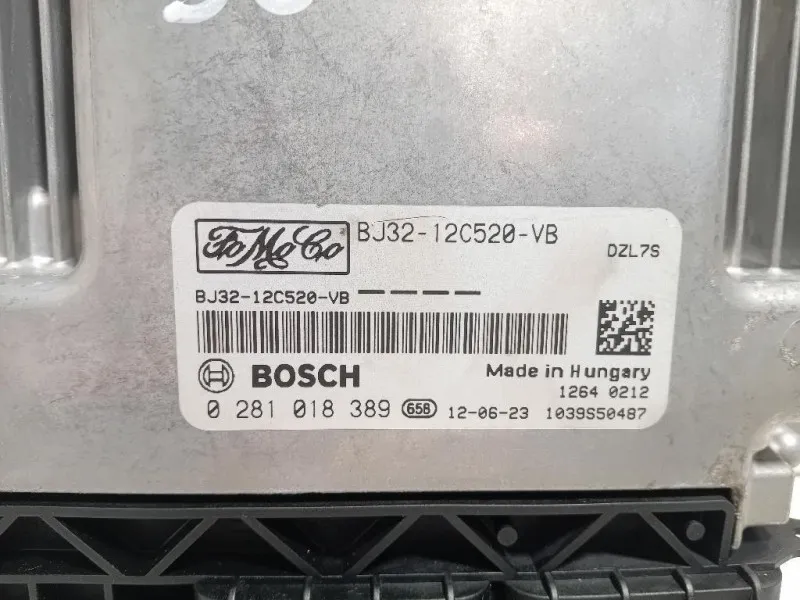 FoMoCo BJ32-12C520-VB
DZL7S
BJ32-12C520-VB
BOSCH
Made in Hungary
1264 0212
0 281 018 389 656 12-06-23 1039S50487